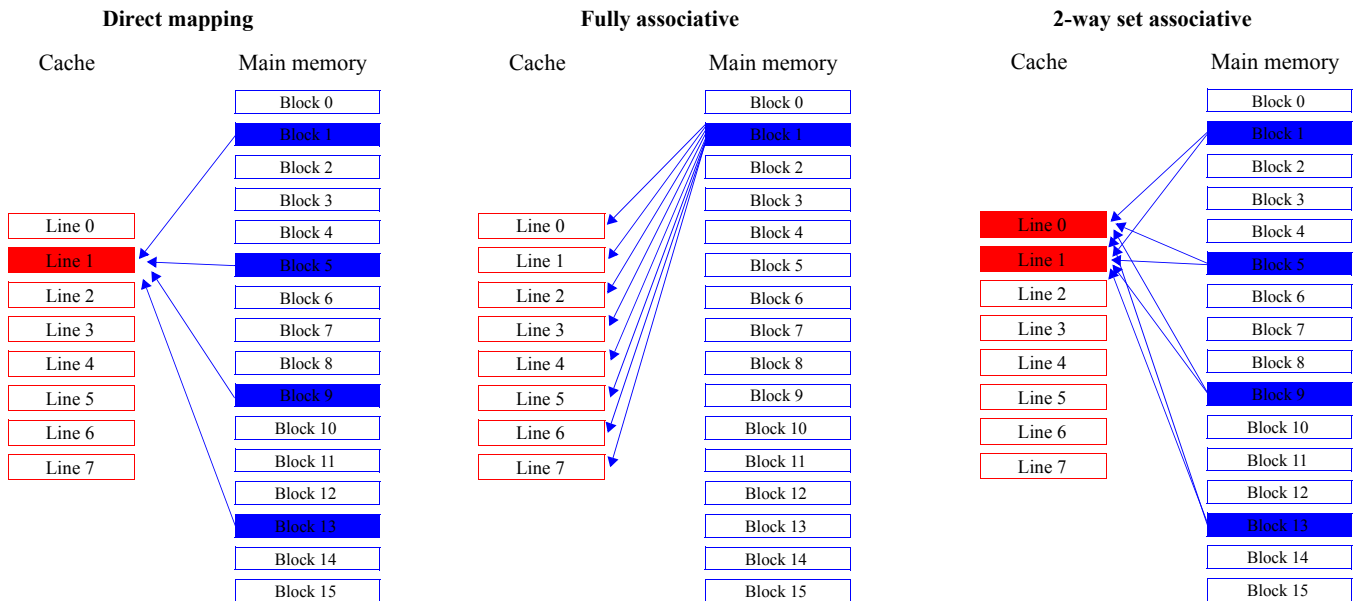 Direct mapping
Cache
Main memory
Block 0
Block 1
Block 2
Block 3
Block 4
Block 5
Block 6
Block 7
Block 8
Block 9
Block 10
Block 11
Block 12
Block 13
Block 14
Block 15
Line 0
Line 1
Line 2
Line 3
Line 4
Line 5
Line 6
Line 7
Fully associative
Cache
Main memory
Block 0
Block 1
Block 2
Block 3
Block 4
Block 5
Block 6
Block 7
Block 8
Block 9
Block 10
Block 11
Block 12
Block 13
Block 14
Block 15
Line 0
Line 1
Line 2
Line 3
Line 4
Line 5
Line 6
Line 7
2-way set associative
Cache
Main memory
Block 0
Block 1
Block 2
Block 3
Block 4
Block 5
Block 6
Block 7
Block 8
Block 9
Block 10
Block 11
Block 12
Block 13
Block 14
Block 15
Line 0
Line 1
Line 2
Line 3
Line 4
Line 5
Line 6
Line 7